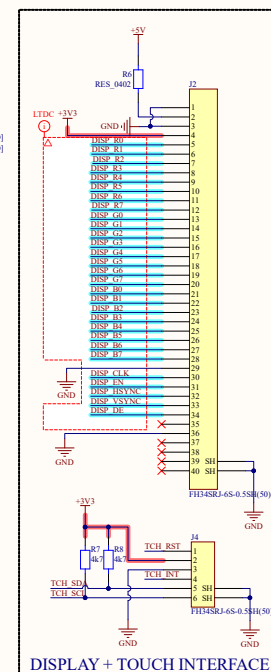 +5V
R6
RES_0402
J2
LTDC
+3V3
GND
1
2
3
4
DISP_R0 5
DISP_R1 6
DISP_R2 7
DISP_R3 8
DISP_R4 9
DISP_R5 10
DISP_R6 11
DISP_R7 12
DISP_G0 13
DISP_G1 14
DISP_G2 15
DISP_G3 16
DISP_G4 17
DISP_G5 18
DISP_G6 19
DISP_G7 20
DISP_B0 21
DISP_B1 22
DISP_B2 23
DISP_B3 24
DISP_B4 25
DISP_B5 26
DISP_B6 27
DISP_B7 28
29
DISP_CLK 30
DISP_EN 31
DISP_HSYNC 32
DISP_VSYNC 33
DISP_DE 34
GND
35
36
37
38
39 SH
40 SH
GND
GND
FH34SRJ-6S-0.5SH(50)
+3V3
J4
R7
4k7
R8
4k7
TCH_RST 1
2
3
TCH_INT 4
TCH_SDA 5 SH
TCH_SCL 6 SH
FH34SRJ-6S-0.5SH(50)
GND
GND
DISPLAY + TOUCH INTERFACE